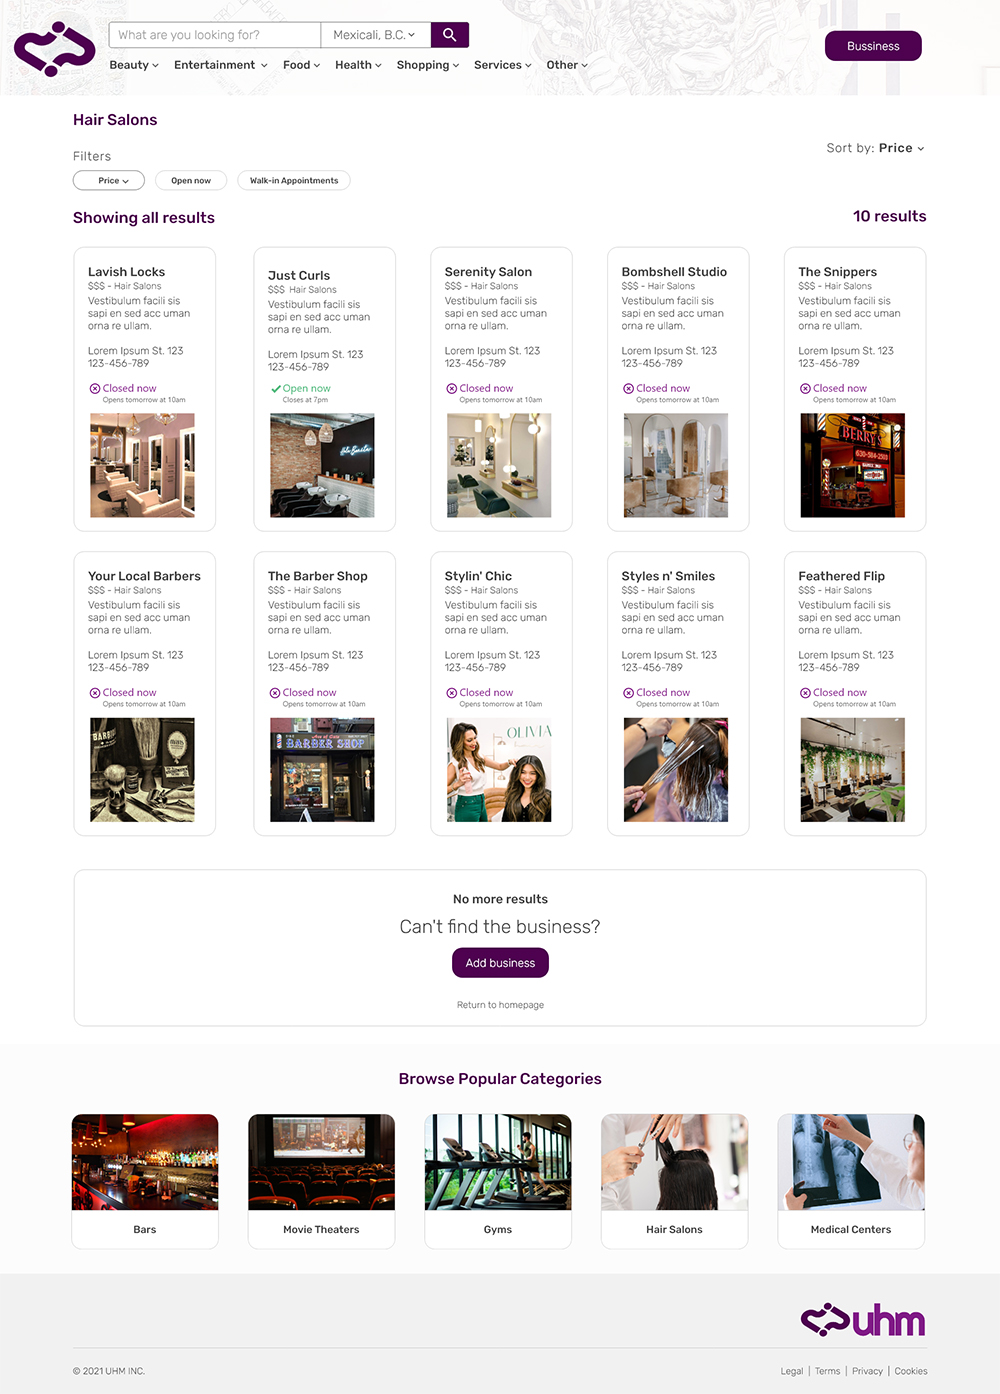 What are you looking for?
Mexicali, B.C.
Bussiness
Beauty
Entertainment
Food
Health
Shopping
Services
Other
Hair Salons
Sort by: Price
Filters
Price
Open now
Walk-in Appointments
Showing all results
10 results
Lavish Locks
$$$ - Hair Salons
Vestibulum facili sis
sapi en sed acc uman
orna re ullam.
Lorem Ipsum St. 123
123-456-789
Closed now
Opens tomorrow at 10am
Just Curls
$$$ Hair Salons
Vestibulum facili sis
sapi en sed acc uman
orna re ullam.
Lorem Ipsum St. 123
123-456-789
Open now
Closes at 7pm
Serenity Salon
$$$ - Hair Salons
Vestibulum facili sis
sapi en sed acc uman
orna re ullam.
Lorem Ipsum St. 123
123-456-789
Closed now
Opens tomorrow at 10am
Bombshell Studio
$$$ - Hair Salons
Vestibulum facili sis
sapi en sed acc uman
orna re ullam.
Lorem Ipsum St. 123
123-456-789
Closed now
Opens tomorrow at 10am
The Snippers
$$$ - Hair Salons
Vestibulum facili sis
sapi en sed acc uman
orna re ullam.
Lorem Ipsum St. 123
123-456-789
Closed now
Opens tomorrow at 10am
BERRY'S
630-584-2503
Your Local Barbers
$$$ - Hair Salons
Vestibulum facili sis
sapi en sed acc uman
orna re ullam.
Lorem Ipsum St. 123
123-456-789
Closed now
Opens tomorrow at 10am
The Barber Shop
$$$ - Hair Salons
Vestibulum facili sis
sapi en sed acc uman
orna re ullam.
Lorem Ipsum St. 123
123-456-789
Closed now
Opens tomorrow at 10am
BARBER SHOP
Stylin' Chic
$$$ - Hair Salons
Vestibulum facili sis
sapi en sed acc uman
orna re ullam.
Lorem Ipsum St. 123
123-456-789
Closed now
Opens tomorrow at 10am
OLIVIA
Styles n' Smiles
$$$ - Hair Salons
Vestibulum facili sis
sapi en sed acc uman
orna re ullam.
Lorem Ipsum St. 123
123-456-789
Closed now
Opens tomorrow at 10am
Feathered Flip
$$$ - Hair Salons
Vestibulum facili sis
sapi en sed acc uman
orna re ullam.
Lorem Ipsum St. 123
123-456-789
Closed now
Opens tomorrow at 10am
No more results
Can't find the business?
Add business
Return to homepage
Browse Popular Categories
Bars
Movie Theaters
Gyms
Hair Salons
Medical Centers
uhm
© 2021 UHM INC.
Legal | Terms | Privacy | Cookies